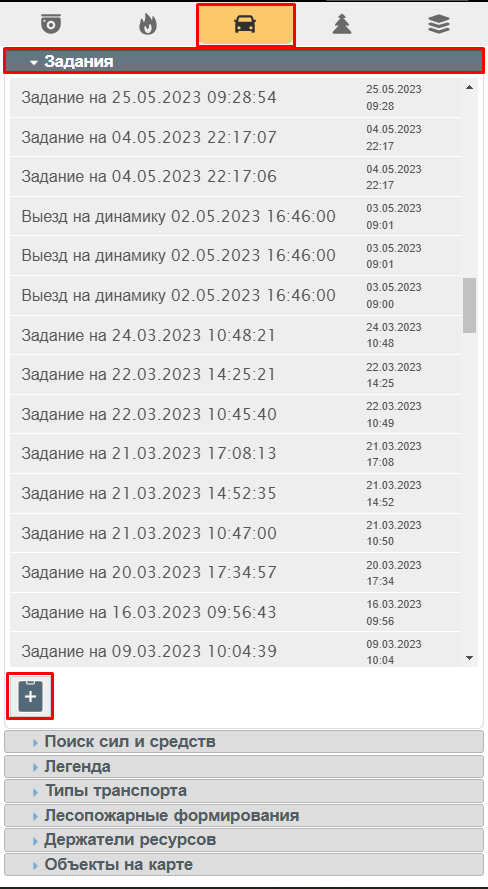 Задания
Задание на 25.05.2023 09:28:54
25.05.2023
09:28
Задание на 04.05.2023 22:17:07
04.05.2023
22:17
Задание на 04.05.2023 22:17:06
04.05.2023
22:17
Выезд на динамику 02.05.2023 16:46:00
03.05.2023
09:01
Выезд на динамику 02.05.2023 16:46:00
03.05.2023
09:01
Выезд на динамику 02.05.2023 16:46:00
03.05.2023
09:00
Задание на 24.03.2023 10:48:21
24.03.2023
10:48
Задание на 22.03.2023 14:25:21
22.03.2023
14:25
Задание на 22.03.2023 10:45:40
22.03.2023
10:49
Задание на 21.03.2023 17:08:13
21.03.2023
17:08
Задание на 21.03.2023 14:52:35
21.03.2023
14:52
Задание на 21.03.2023 10:47:00
21.03.2023
10:50
Задание на 20.03.2023 17:34:57
20.03.2023
17:34
Задание на 16.03.2023 09:56:43
16.03.2023
09:56
Задание на 09.03.2023 10:04:39
09.03.2023
10:04
Поиск сил и средств
Легенда
Типы транспорта
Лесопожарные формирования
Держатели ресурсов
Объекты на карте